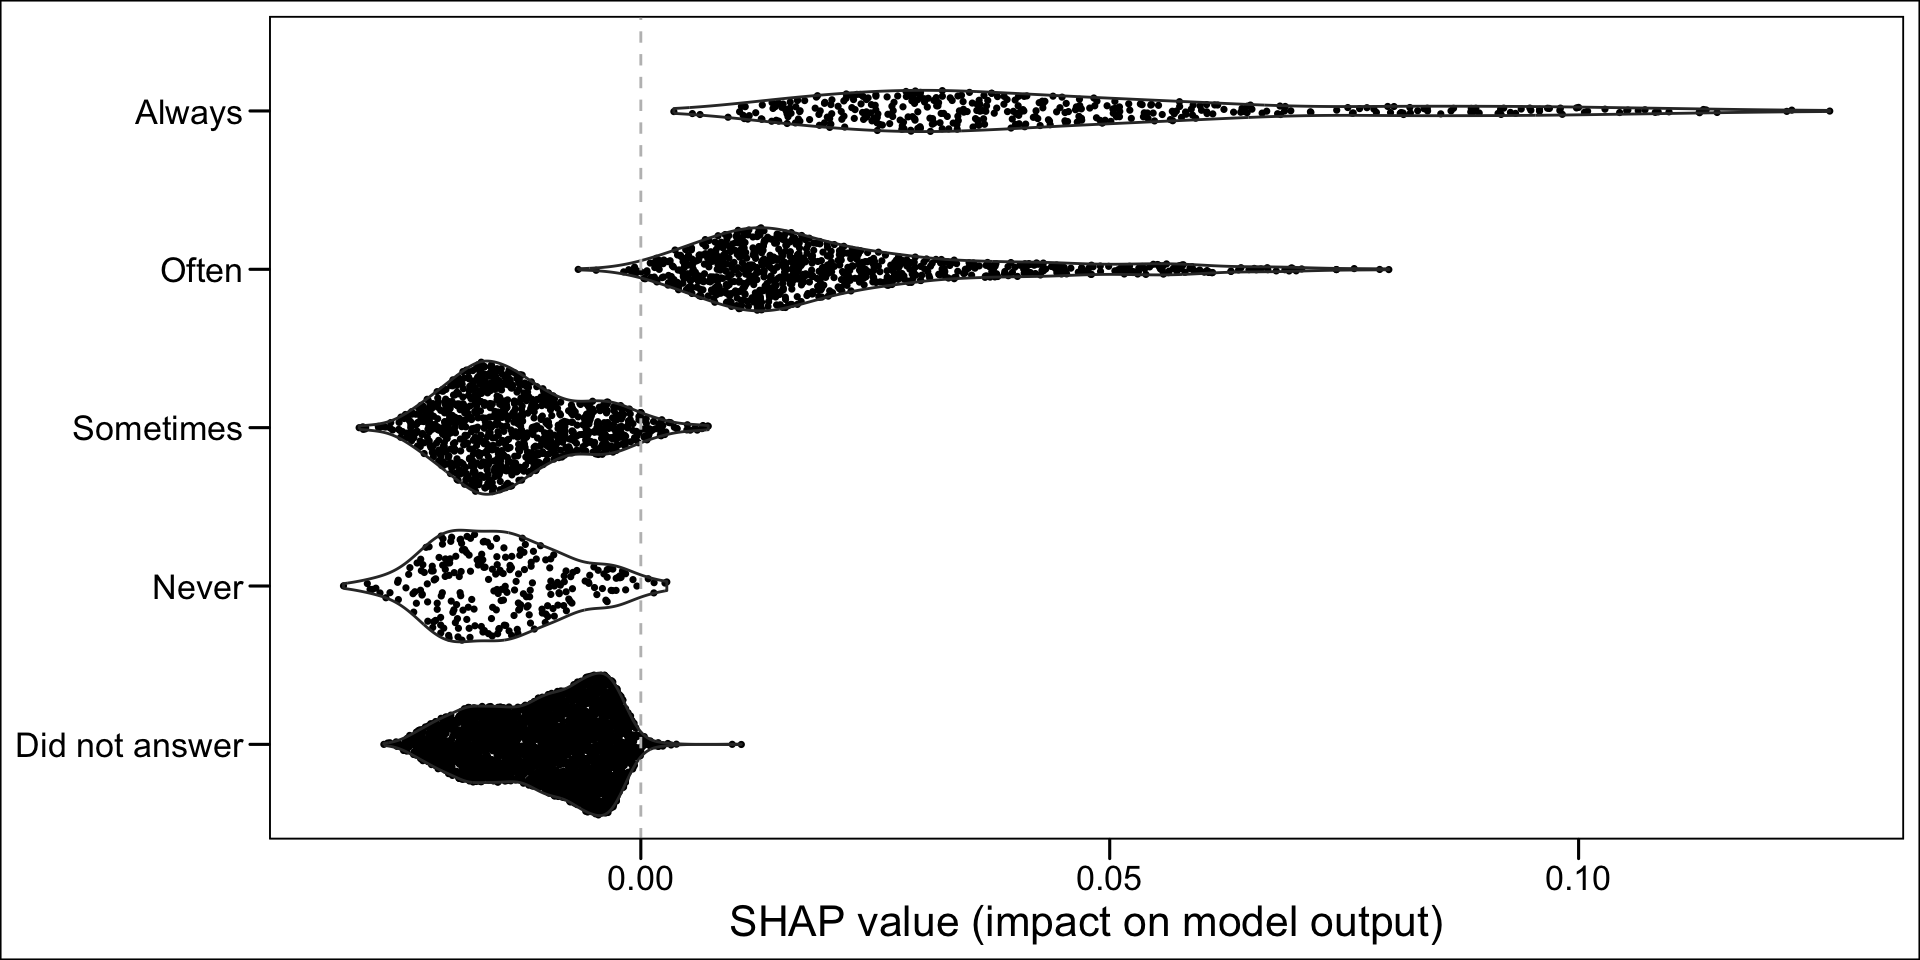 Always
Often
Sometimes
Never
Did not answer
0.00 0.05 0.10
SHAP value (impact on model output)